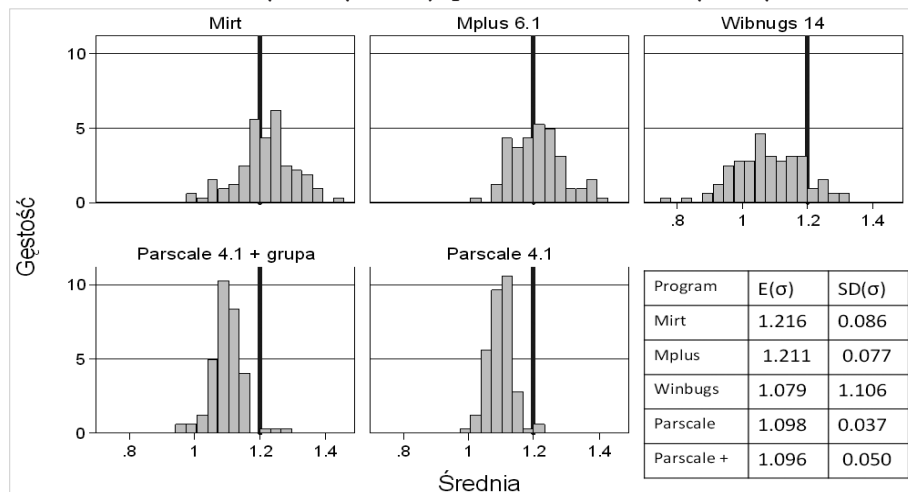 Mirt
Mplus 6.1
Wibnugs 14
10
5
0
.8 1 1.2 1.4
Parscale 4.1 + grupa
Parscale 4.1
10
5
0
.8 1 1.2 1.4
.8 1 1.2 1.4
Gęstość
Średnia
Program E(σ) SD(σ)
Mirt 1.216 0.086
Mplus 1.211 0.077
Winbugs 1.079 1.106
Parscale 1.098 0.037
Parscale + 1.096 0.050